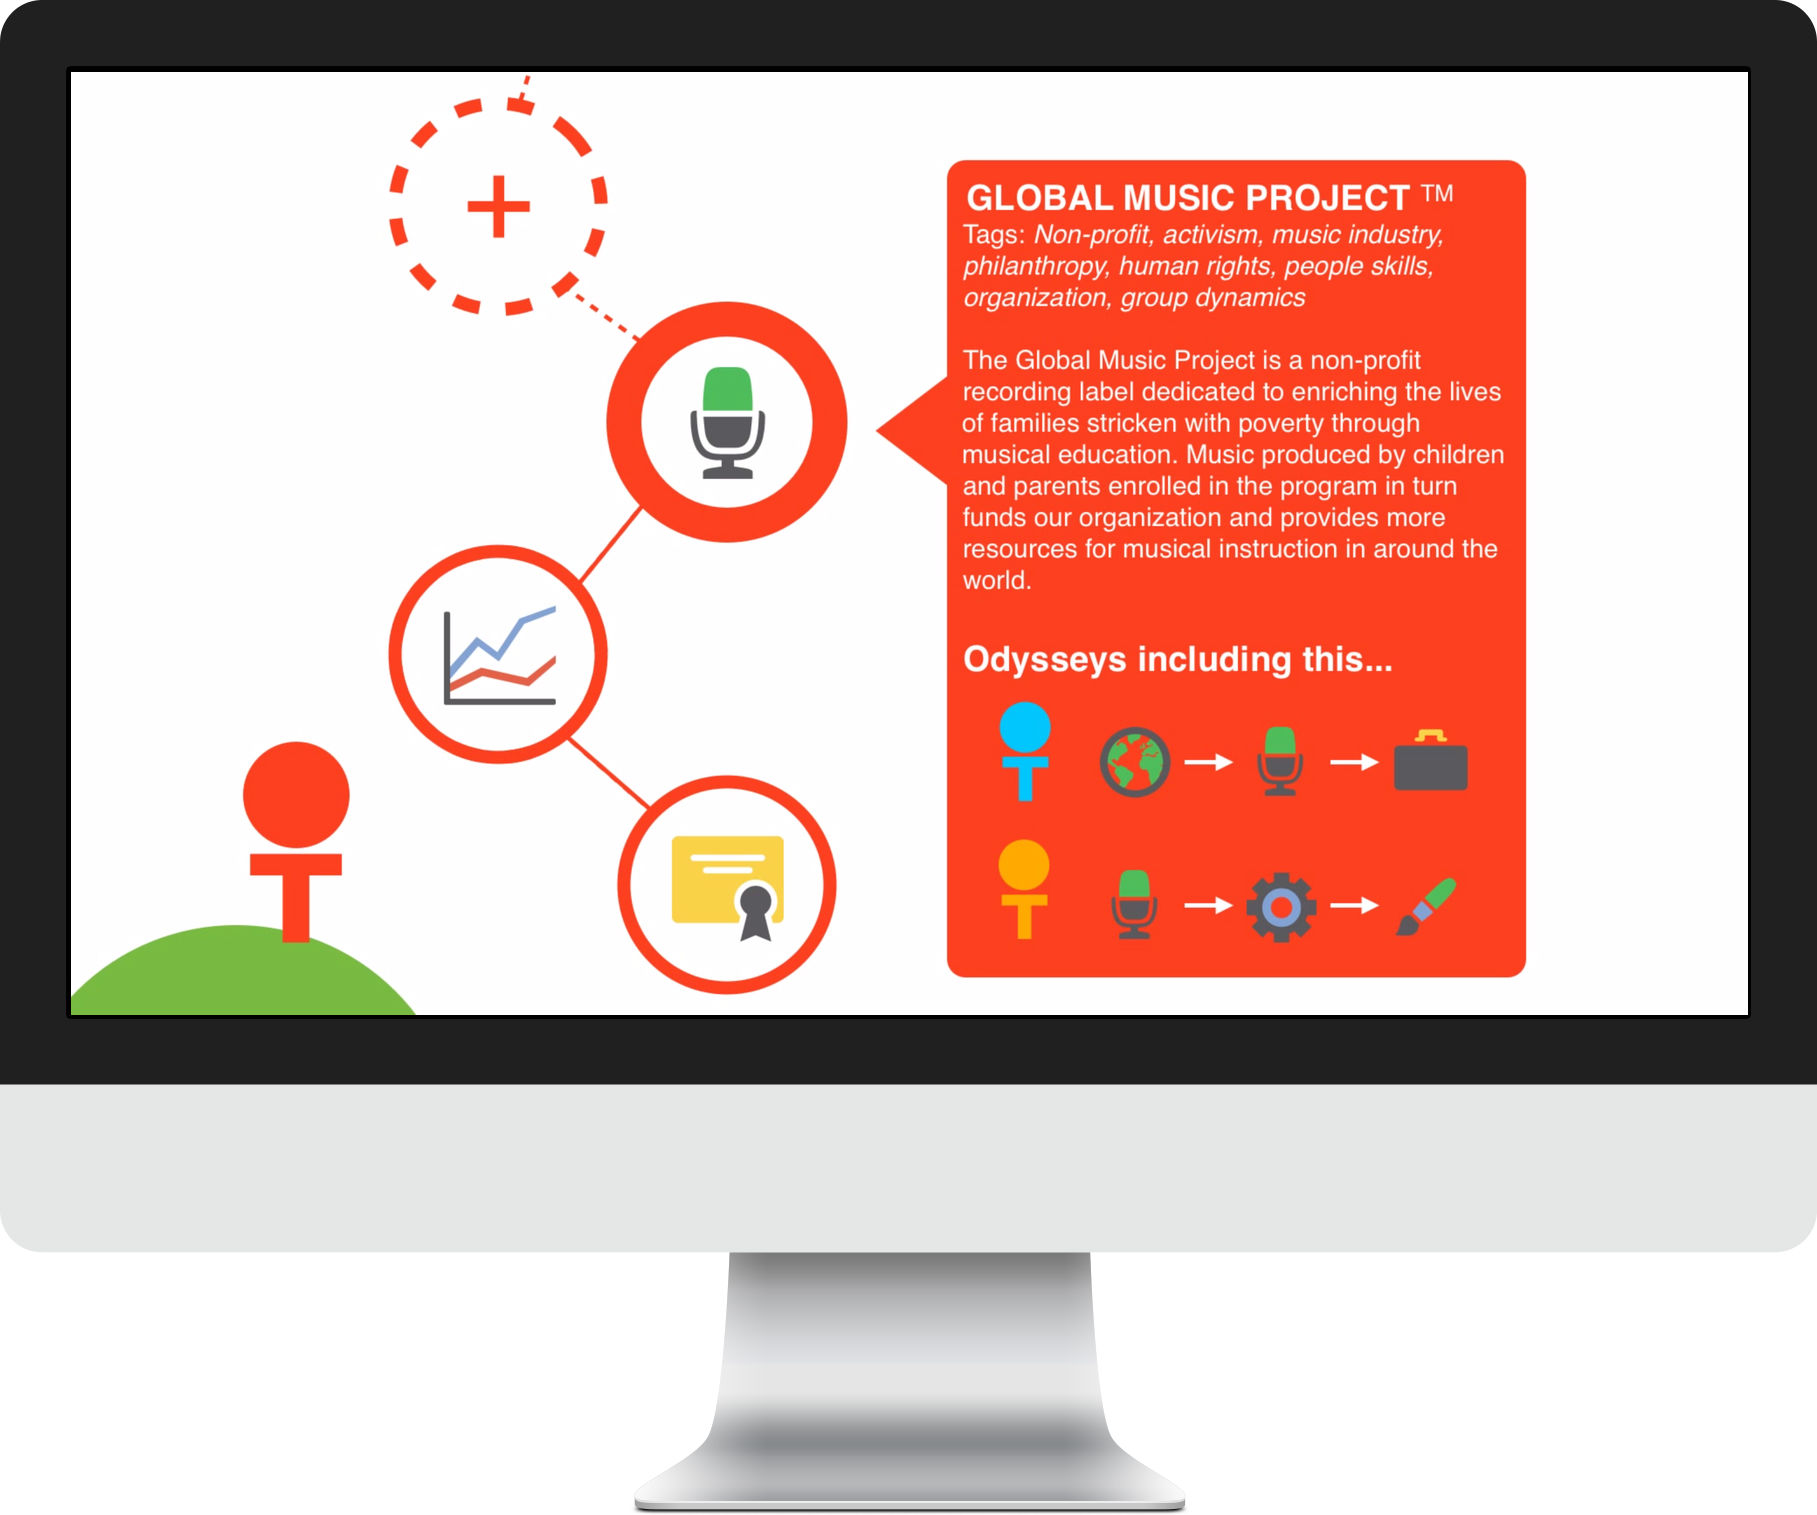 GLOBAL MUSIC PROJECT TM
Tags: Non-profit, activism, music industry,
philanthropy, human rights, people skills,
organization, group dynamics
The Global Music Project is a non-profit
recording label dedicated to enriching the lives
of families stricken with poverty through
musical education. Music produced by children
and parents enrolled in the program in turn
funds our organization and provides more
resources for musical instruction in around the
world.
Odysseys including this...